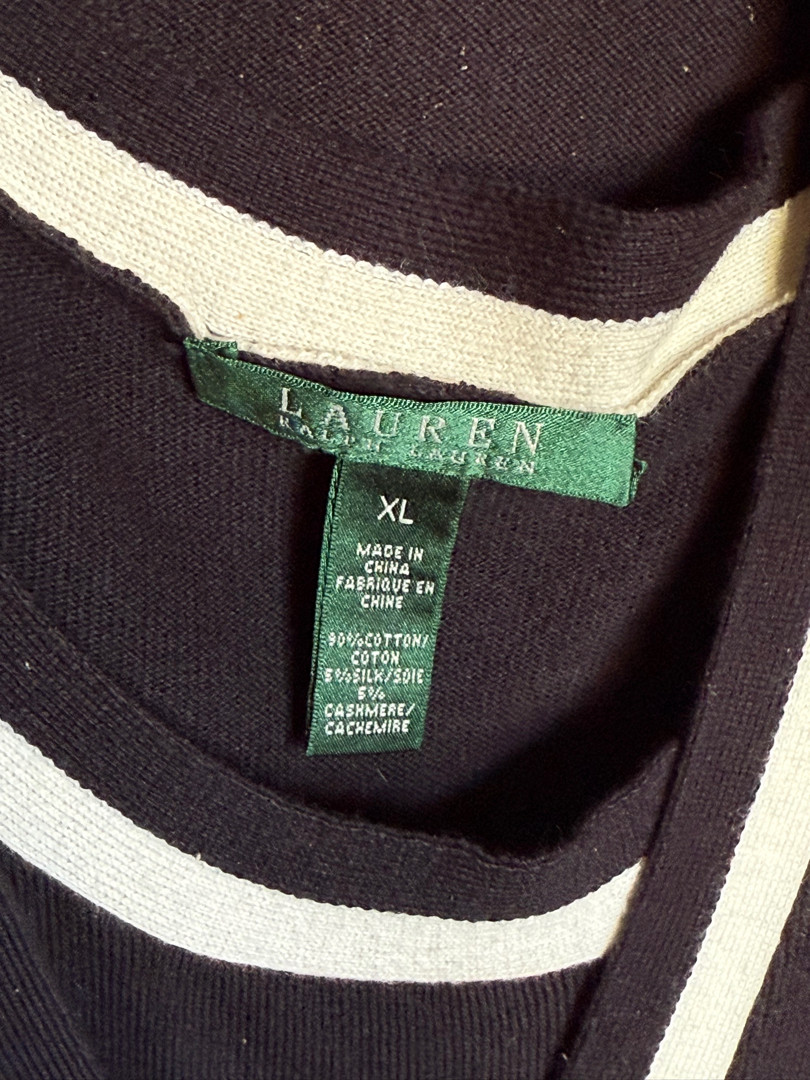 LAUREN
RALPH LAUREN
XL
MADE IN
CHINA
FABRIQUE EN
CHINE
90%COTTON/
COTON
5%SILK/SOIE
5%
CASHMERE/
CACHEMIRE